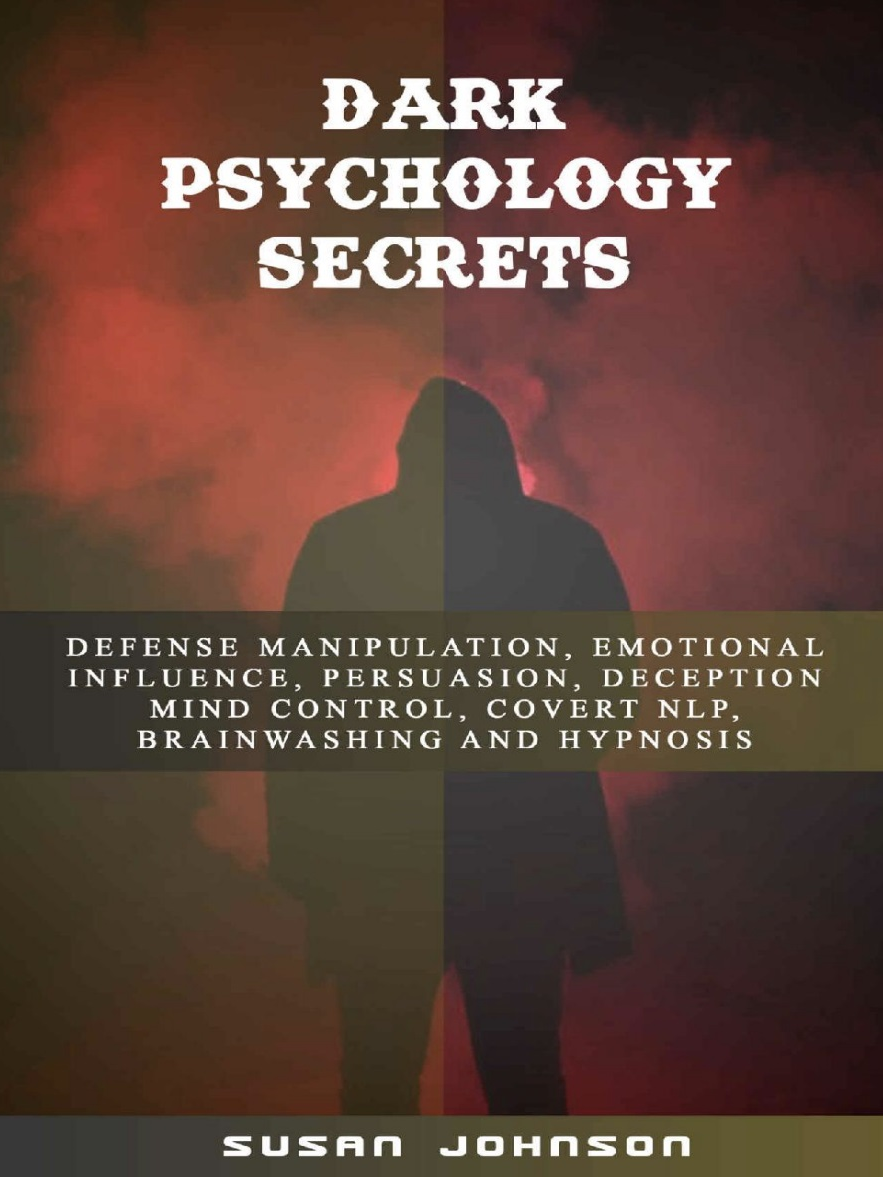 DARK
PSYCHOLOGY
SECRETS
DEFENSE MANIPULATION, EMOTIONAL
INFLUENCE, PERSUASION, DECEPTION
MIND CONTROL, COVERT NLP,
BRAINWASHING AND HYPNOSIS
SUSAN JOHNSON